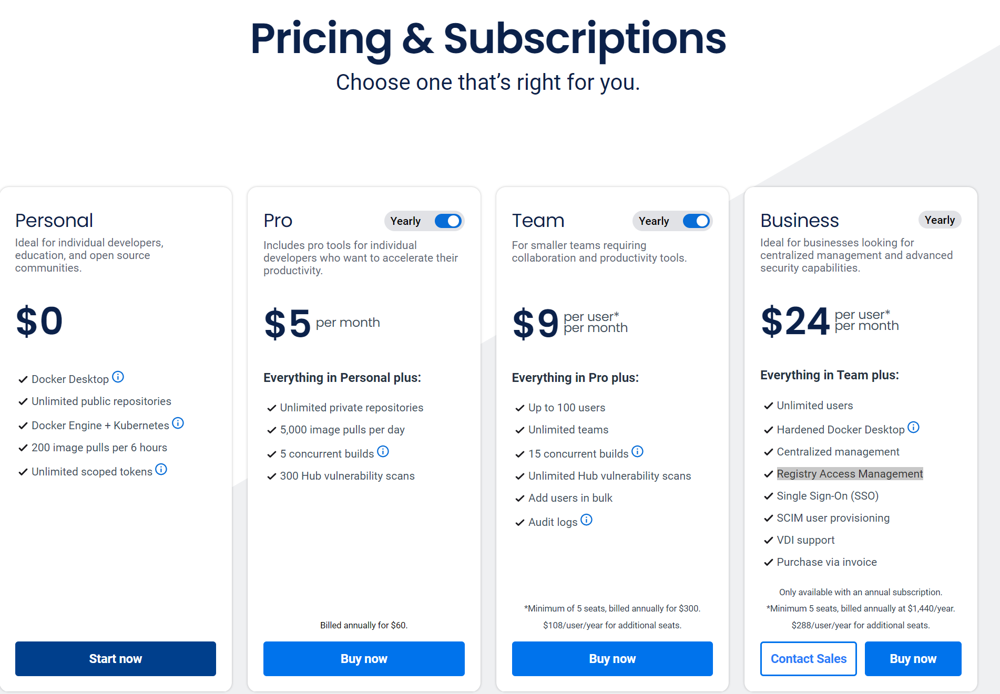 Pricing & Subscriptions
Choose one that’s right for you.
Personal
Ideal for individual developers,
education, and open source
communities.
$0
Docker Desktop
Unlimited public repositories
Docker Engine + Kubernetes
200 image pulls per 6 hours
Unlimited scoped tokens
Start now
Pro
Yearly
Includes pro tools for individual
developers who want to accelerate their
productivity.
$5 per month
Everything in Personal plus:
Unlimited private repositories
5,000 image pulls per day
5 concurrent builds
300 Hub vulnerability scans
Billed annually for $60.
Buy now
Team
Yearly
For smaller teams requiring
collaboration and productivity tools.
$9 per user*
per month
Everything in Pro plus:
Up to 100 users
Unlimited teams
15 concurrent builds
Unlimited Hub vulnerability scans
Add users in bulk
Audit logs
*Minimum of 5 seats, billed annually for $300.
$108/user/year for additional seats.
Buy now
Business
Yearly
Ideal for businesses looking for
centralized management and advanced
security capabilities.
$24 per user*
per month
Everything in Team plus:
Unlimited users
Hardened Docker Desktop
Centralized management
Registry Access Management
Single Sign-On (SSO)
SCIM user provisioning
VDI support
Purchase via invoice
Only available with an annual subscription.
*Minimum 5 seats, billed annually at $1,440/year.
$288/user/year for additional seats.
Contact Sales
Buy now